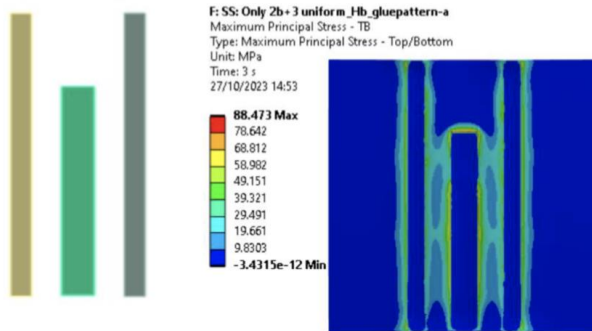 F: SS: Only 2b+3 uniform_Hb_gluepattern-a
Maximum Principal Stress - TB
Type: Maximum Principal Stress - Top/Bottom
Unit: MPa
Time: 3 s
27/10/2023 14:53
88.473 Max
78.642
68.812
58.982
49.151
39.321
29.491
19.661
9.8303
-3.4315e-12 Min